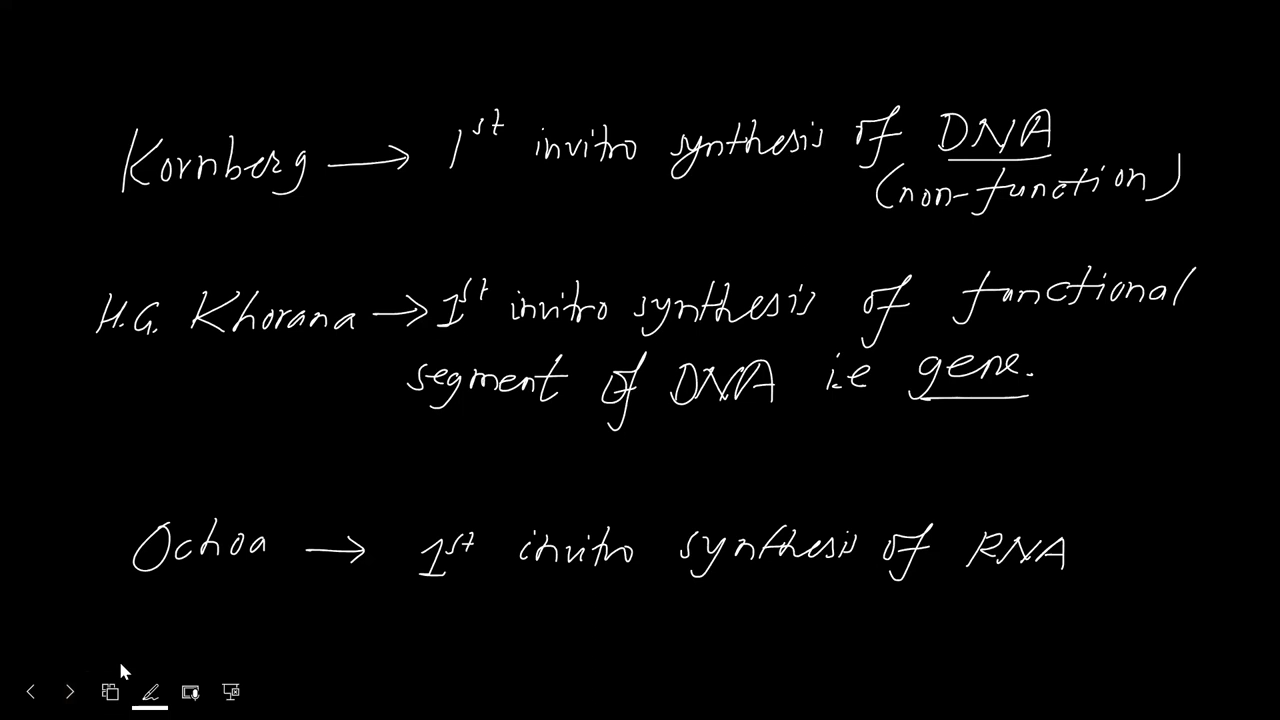 Kornberg → 1st invitro synthesis of DNA
(non-function)
H.G. Khorana → 1st invitro synthesis of functional
segment of DNA i.e gene.
Ochoa → 1st invitro synthesis of RNA